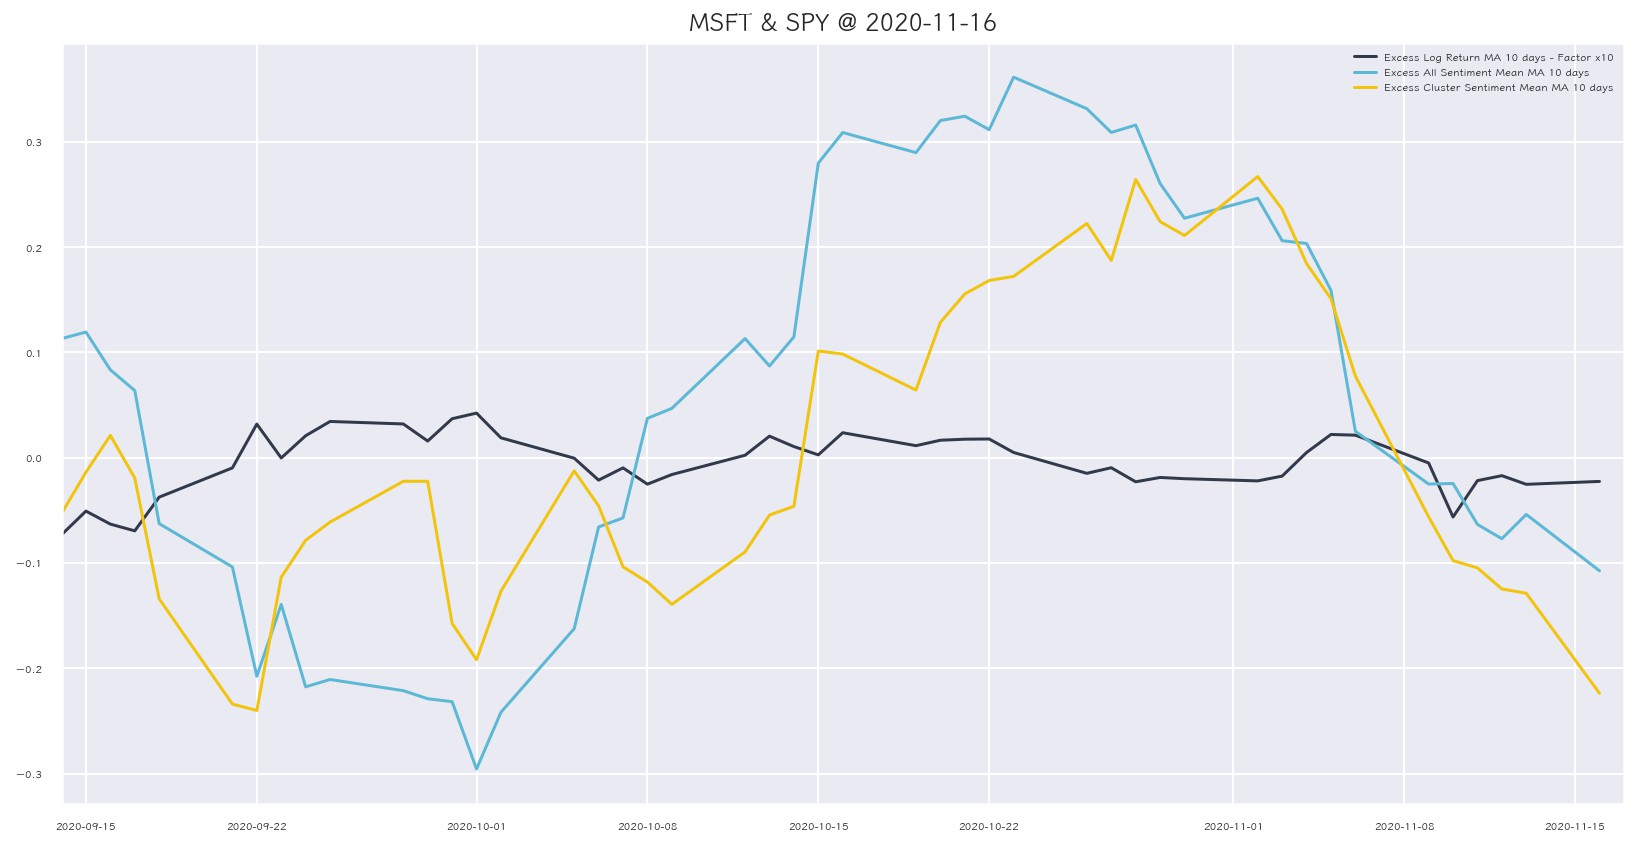 MSFT & SPY @ 2020-11-16
Excess Log Return MA 10 days - Factor x10
Excess All Sentiment Mean MA 10 days
Excess Cluster Sentiment Mean MA 10 days
0.3
0.2
0.1
0.0
−0.1
−0.2
−0.3
2020-09-15 2020-09-22 2020-10-01 2020-10-08 2020-10-15 2020-10-22 2020-11-01 2020-11-08 2020-11-15